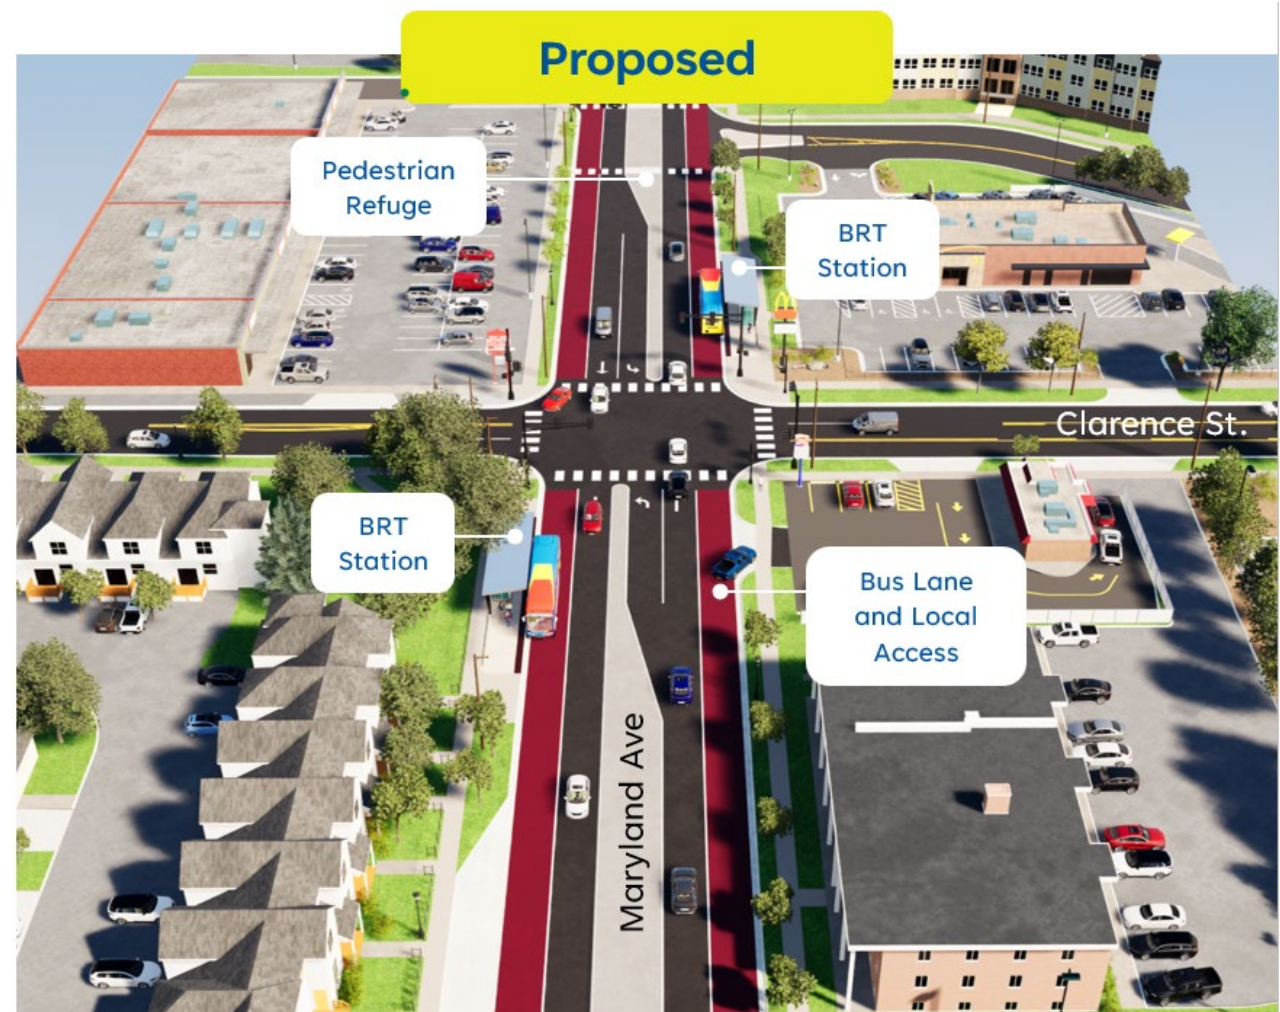 Proposed
Pedestrian
Refuge
BRT
Station
Clarence St.
BRT
Station
Bus Lane
and Local
Access
Maryland Ave